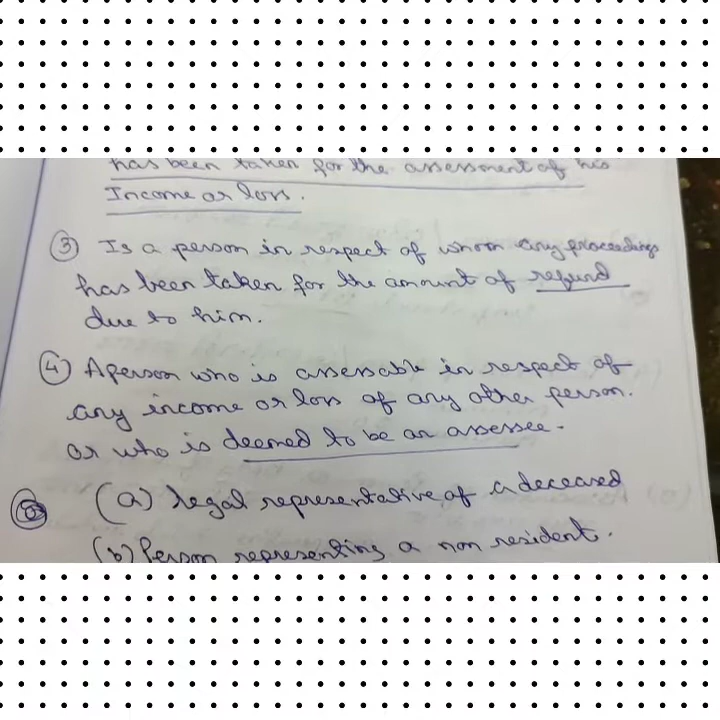 has been taken for the assessment of his
Income or loss.
③ Is a person in respect of whom any proceedings
has been taken for the amount of refund
due to him.
④ A person who is assessable in respect of
any income or loss of any other person.
or who is deemed to be an assessee.
(a) legal representative of a deceased
(b) Person representing a non resident.